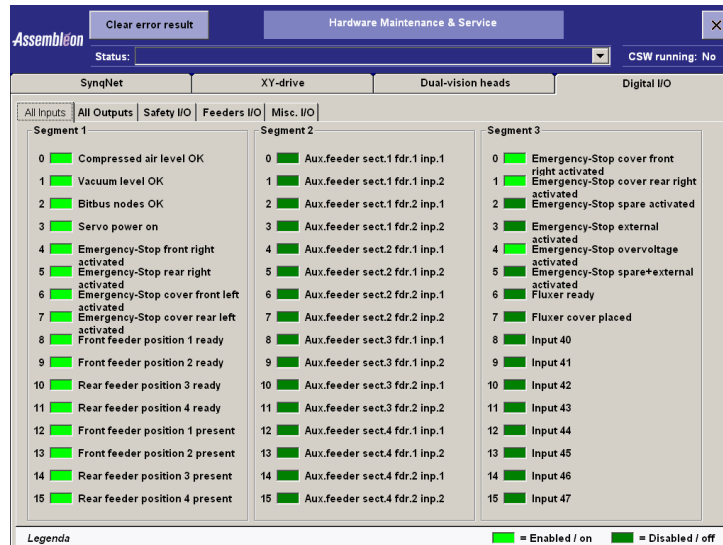 Assembléon
Clear error result
Hardware Maintenance & Service
×
Status:
CSW running: No
SynqNet
XY-drive
Dual-vision heads
Digital I/O
All Inputs
All Outputs
Safety I/O
Feeders I/O
Misc. I/O
Segment 1
0 Compressed air level OK
1 Vacuum level OK
2 Bitbus nodes OK
3 Servo power on
4 Emergency-Stop front right
activated
5 Emergency-Stop rear right
activated
6 Emergency-Stop cover front left
activated
7 Emergency-Stop cover rear left
activated
8 Front feeder position 1 ready
9 Front feeder position 2 ready
10 Rear feeder position 3 ready
11 Rear feeder position 4 ready
12 Front feeder position 1 present
13 Front feeder position 2 present
14 Rear feeder position 3 present
15 Rear feeder position 4 present
Segment 2
0 Aux.feeder sect.1 fdr.1 inp.1
1 Aux.feeder sect.1 fdr.1 inp.2
2 Aux.feeder sect.1 fdr.2 inp.1
3 Aux.feeder sect.1 fdr.2 inp.2
4 Aux.feeder sect.2 fdr.1 inp.1
5 Aux.feeder sect.2 fdr.1 inp.2
6 Aux.feeder sect.2 fdr.2 inp.1
7 Aux.feeder sect.2 fdr.2 inp.2
8 Aux.feeder sect.3 fdr.1 inp.1
9 Aux.feeder sect.3 fdr.1 inp.2
10 Aux.feeder sect.3 fdr.2 inp.1
11 Aux.feeder sect.3 fdr.2 inp.2
12 Aux.feeder sect.4 fdr.1 inp.1
13 Aux.feeder sect.4 fdr.1 inp.2
14 Aux.feeder sect.4 fdr.2 inp.1
15 Aux.feeder sect.4 fdr.2 inp.2
Segment 3
0 Emergency-Stop cover front
right activated
1 Emergency-Stop cover rear right
activated
2 Emergency-Stop spare activated
3 Emergency-Stop external
activated
4 Emergency-Stop overvoltage
activated
5 Emergency-Stop spare+external
activated
6 Fluxer ready
7 Fluxer cover placed
8 Input 40
9 Input 41
10 Input 42
11 Input 43
12 Input 44
13 Input 45
14 Input 46
15 Input 47
Legenda
= Enabled / on
= Disabled / off